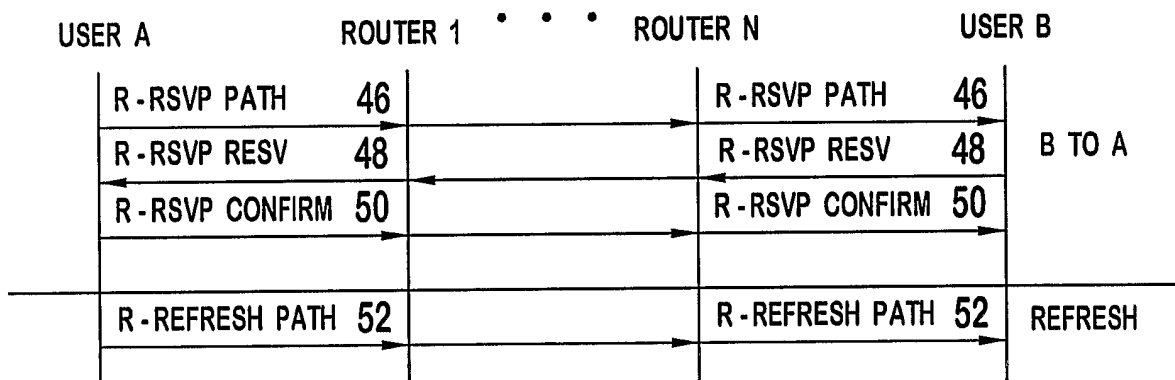 USER A ROUTER 1 • • • ROUTER N USER B
R-RSVP PATH 46 R-RSVP PATH 46
R-RSVP RESV 48 R-RSVP RESV 48 B TO A
R-RSVP CONFIRM 50 R-RSVP CONFIRM 50
R-REFRESH PATH 52 R-REFRESH PATH 52 REFRESH